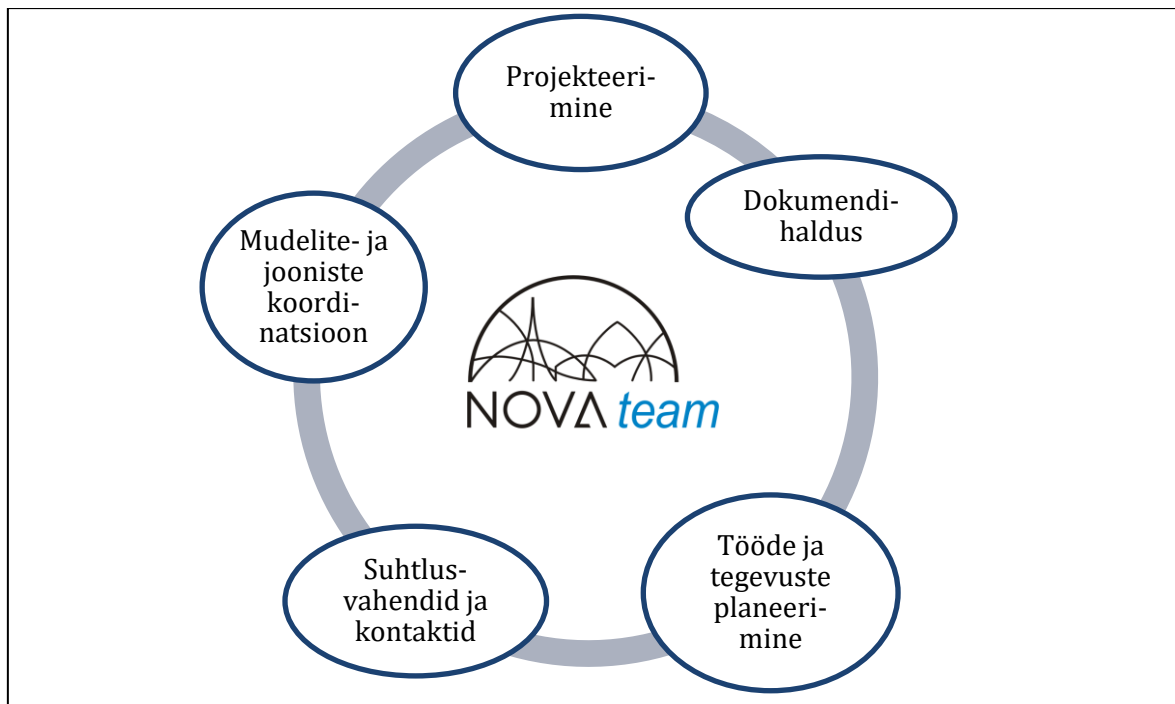 Projekteeri-
mine
Dokumendi-
haldus
Mudelite- ja
jooniste
koordi-
natsioon
NOVA team
Tööde ja
tegevuste
planeeri-
mine
Suhtlus-
vahendid ja
kontaktid